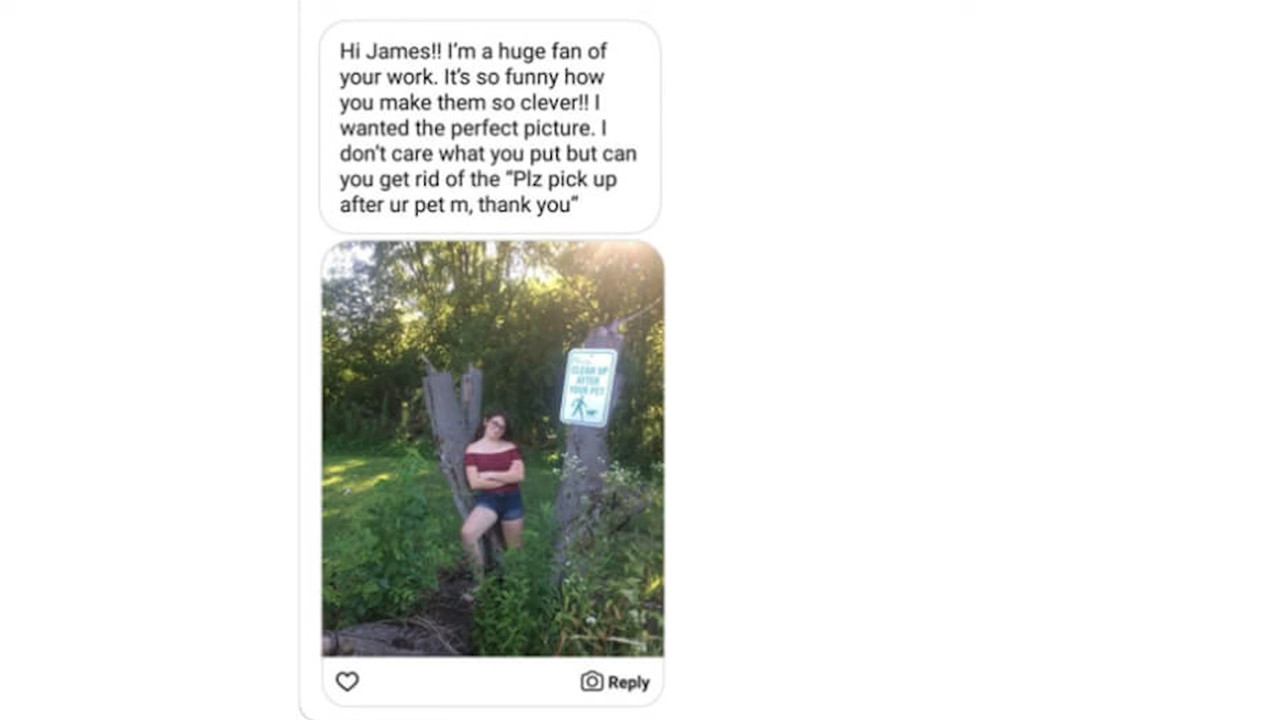 Hi James!! I'm a huge fan of
your work. It's so funny how
you make them so clever!! I
wanted the perfect picture. I
don't care what you put but can
you get rid of the “Plz pick up
after ur pet m, thank you”
CLEAN UP
AFTER
YOUR PET
Reply